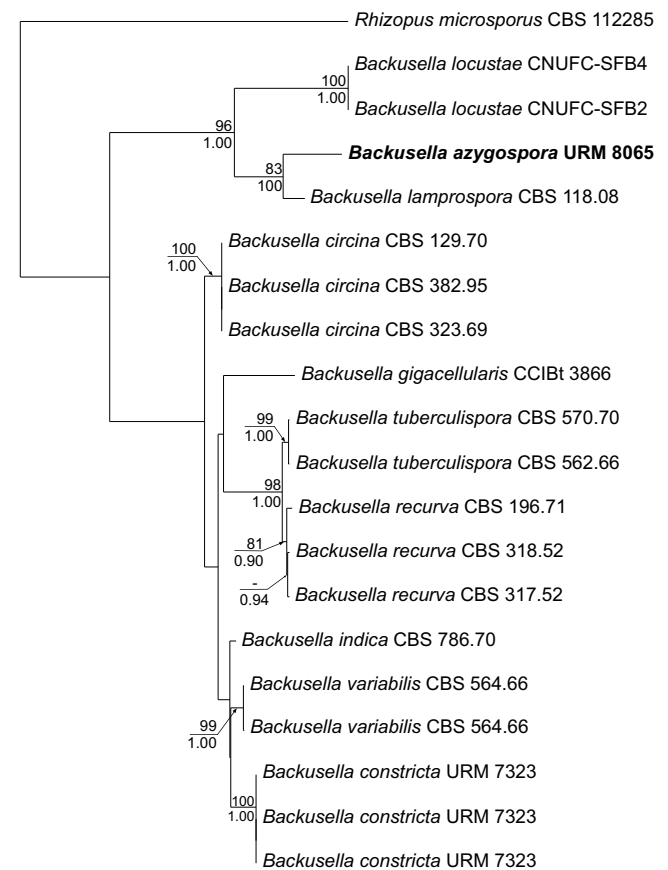 Rhizopus microsporus CBS 112285
Backusella locustae CNUFC-SFB4
100
1.00
Backusella locustae CNUFC-SFB2
96
1.00
Backusella azygospora URM 8065
83
100
Backusella lamprospora CBS 118.08
Backusella circina CBS 129.70
100
1.00
Backusella circina CBS 382.95
Backusella circina CBS 323.69
Backusella gigacellularis CCIBt 3866
Backusella tuberculispora CBS 570.70
99
1.00
Backusella tuberculispora CBS 562.66
98
1.00
Backusella recurva CBS 196.71
81
0.90
Backusella recurva CBS 318.52
-
0.94
Backusella recurva CBS 317.52
Backusella indica CBS 786.70
Backusella variabilis CBS 564.66
99
1.00
Backusella variabilis CBS 564.66
Backusella constricta URM 7323
100
1.00
Backusella constricta URM 7323
Backusella constricta URM 7323